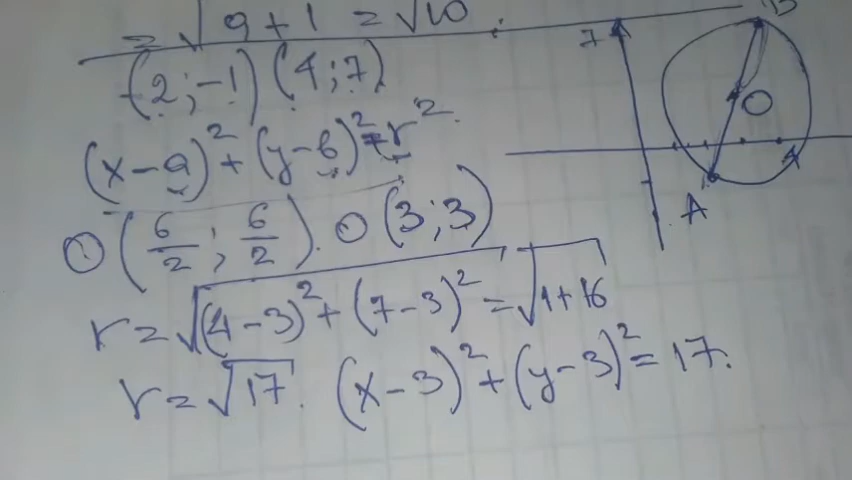 = √9+1 = √10.
(2;-1) (4;7)
(x-a)²+(y-b)²=r²
O(6/2; 6/2). O(3;3)
r=√(4-3)²+(7-3)²=√1+16
r=√17. (x-3)²+(y-3)²=17.
7
B
O
4
A